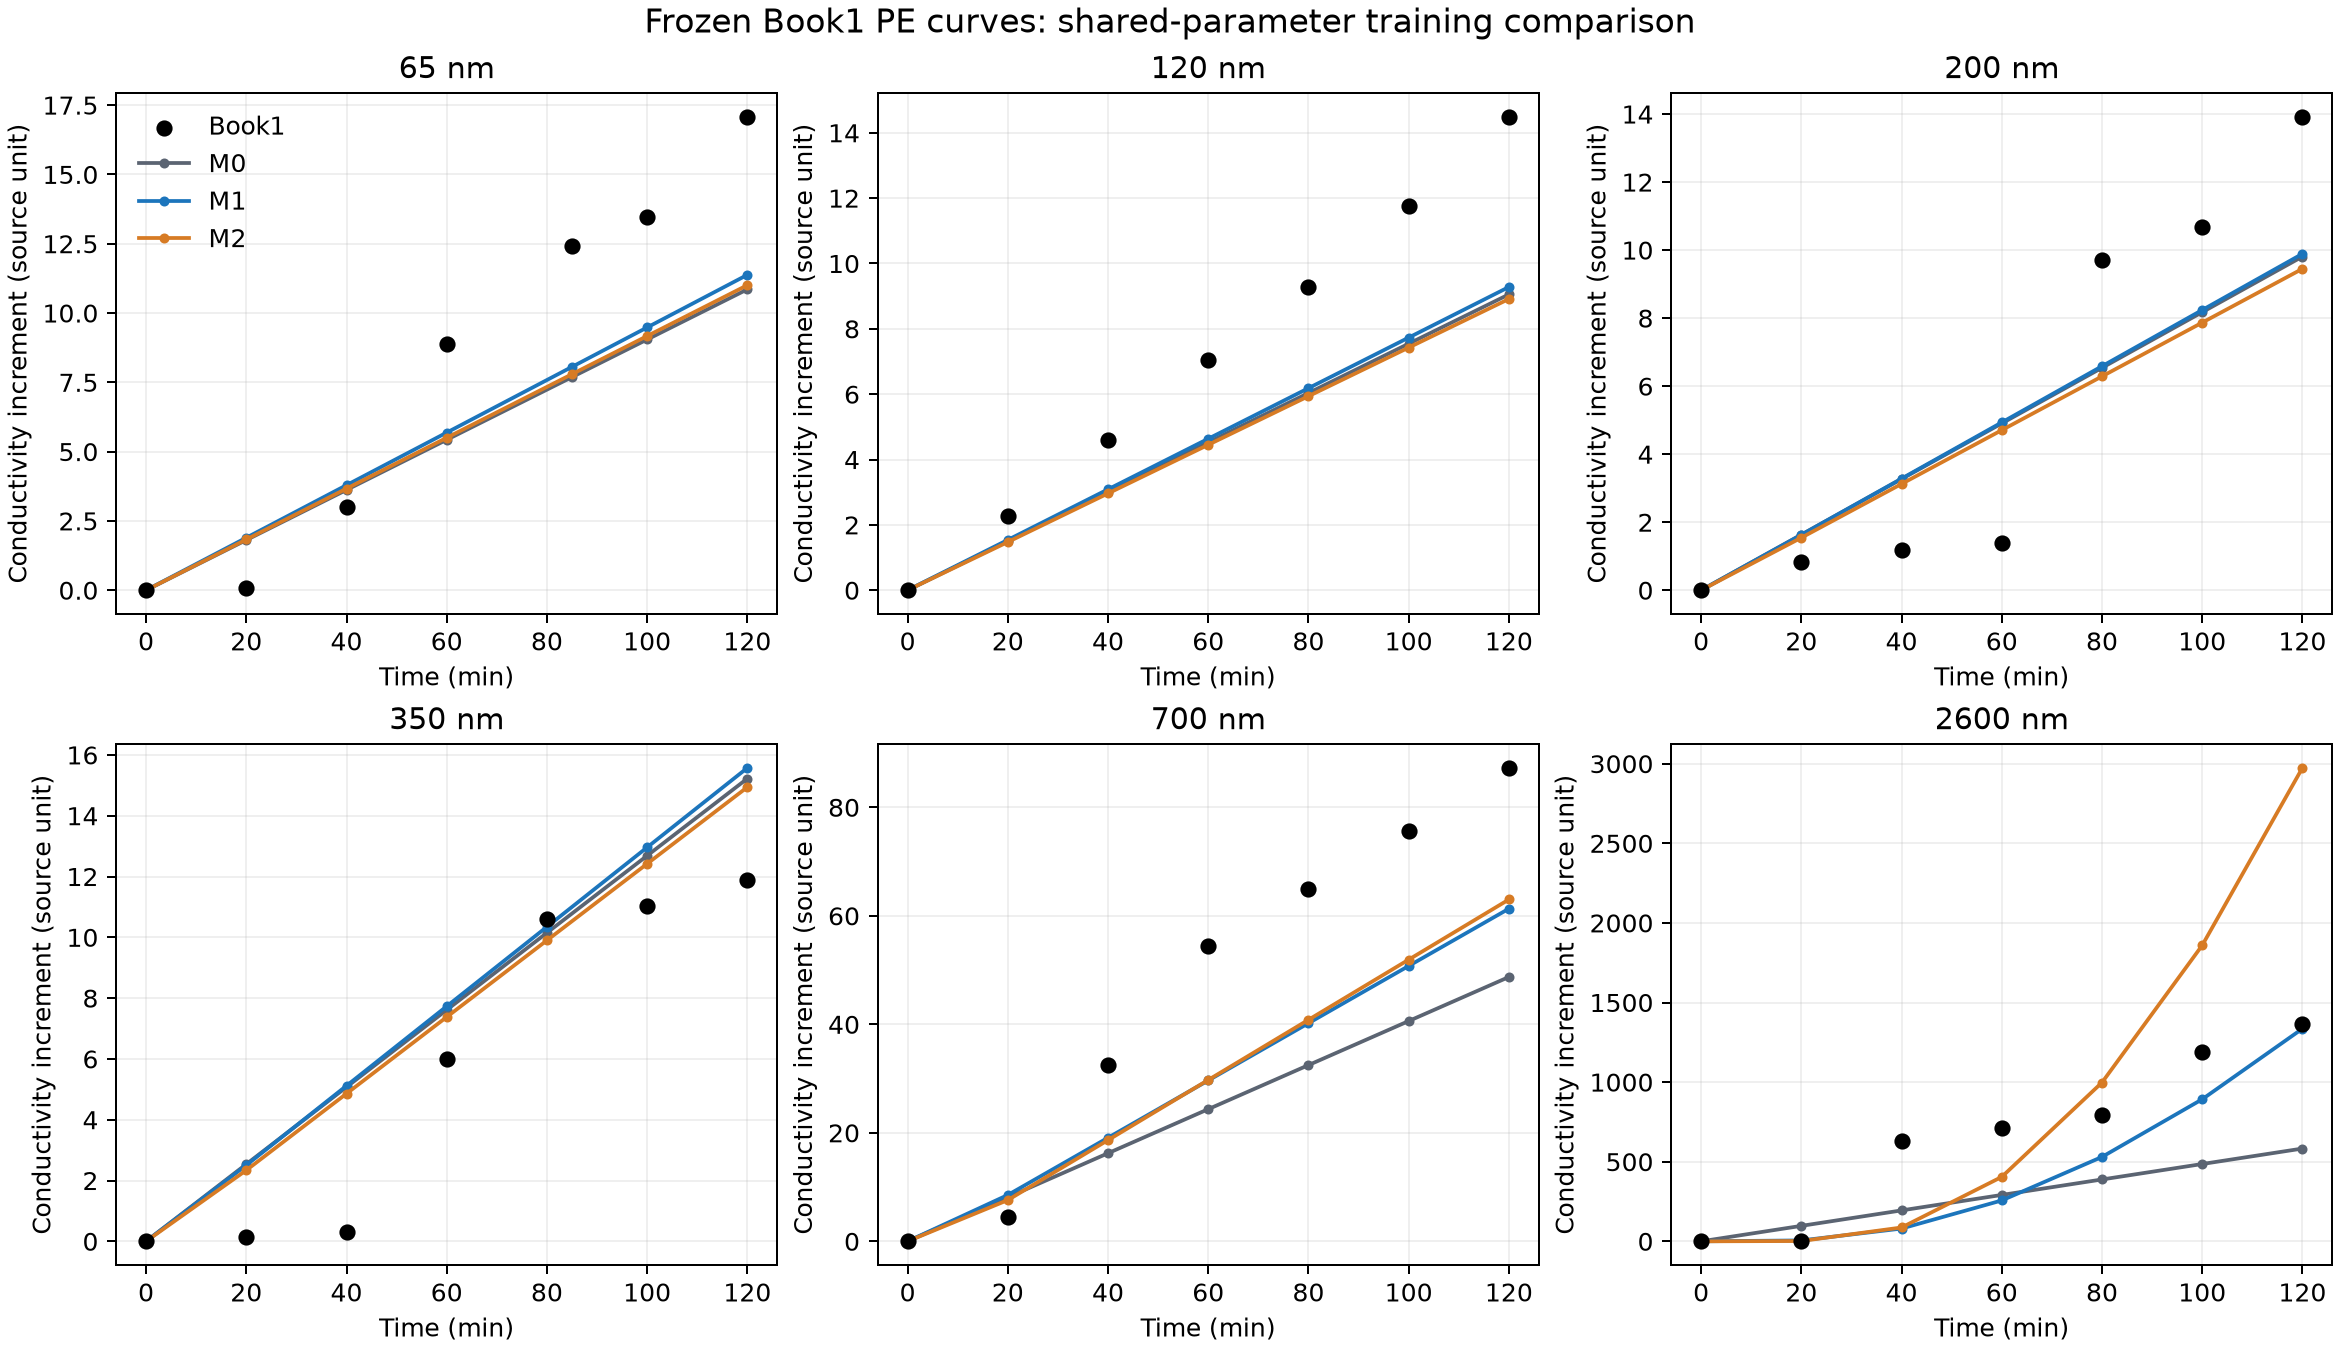 Frozen Book1 PE curves: shared-parameter training comparison
65 nm
Conductivity increment (source unit)
17.5
15.0
12.5
10.0
7.5
5.0
2.5
0.0
Book1
M0
M1
M2
0 20 40 60 80 100 120
Time (min)
120 nm
Conductivity increment (source unit)
14
12
10
8
6
4
2
0
0 20 40 60 80 100 120
Time (min)
200 nm
Conductivity increment (source unit)
14
12
10
8
6
4
2
0
0 20 40 60 80 100 120
Time (min)
350 nm
Conductivity increment (source unit)
16
14
12
10
8
6
4
2
0
0 20 40 60 80 100 120
Time (min)
700 nm
Conductivity increment (source unit)
80
60
40
20
0
0 20 40 60 80 100 120
Time (min)
2600 nm
Conductivity increment (source unit)
3000
2500
2000
1500
1000
500
0
0 20 40 60 80 100 120
Time (min)